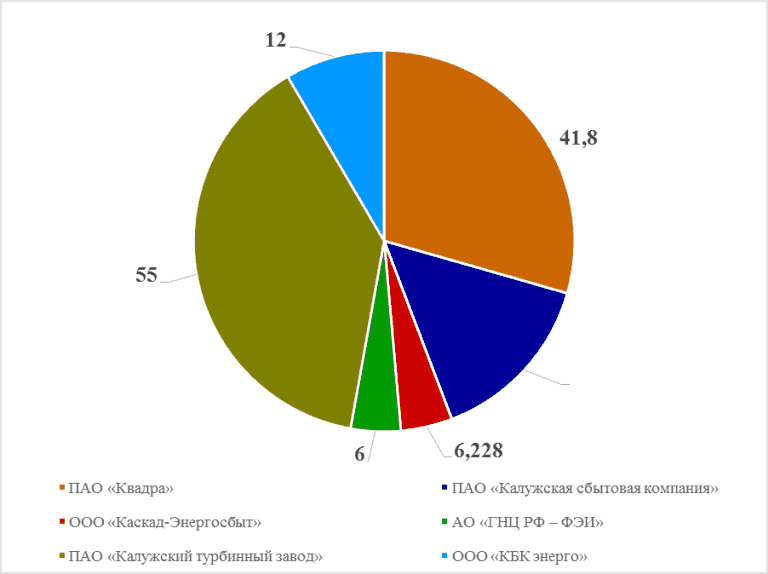 12
41,8
55
6
6,228
ПАО «Квадра»
ПАО «Калужская сбытовая компания»
ООО «Каскад-Энергосбыт»
АО «ГНЦ РФ – ФЭИ»
ПАО «Калужский турбинный завод»
ООО «КБК энерго»